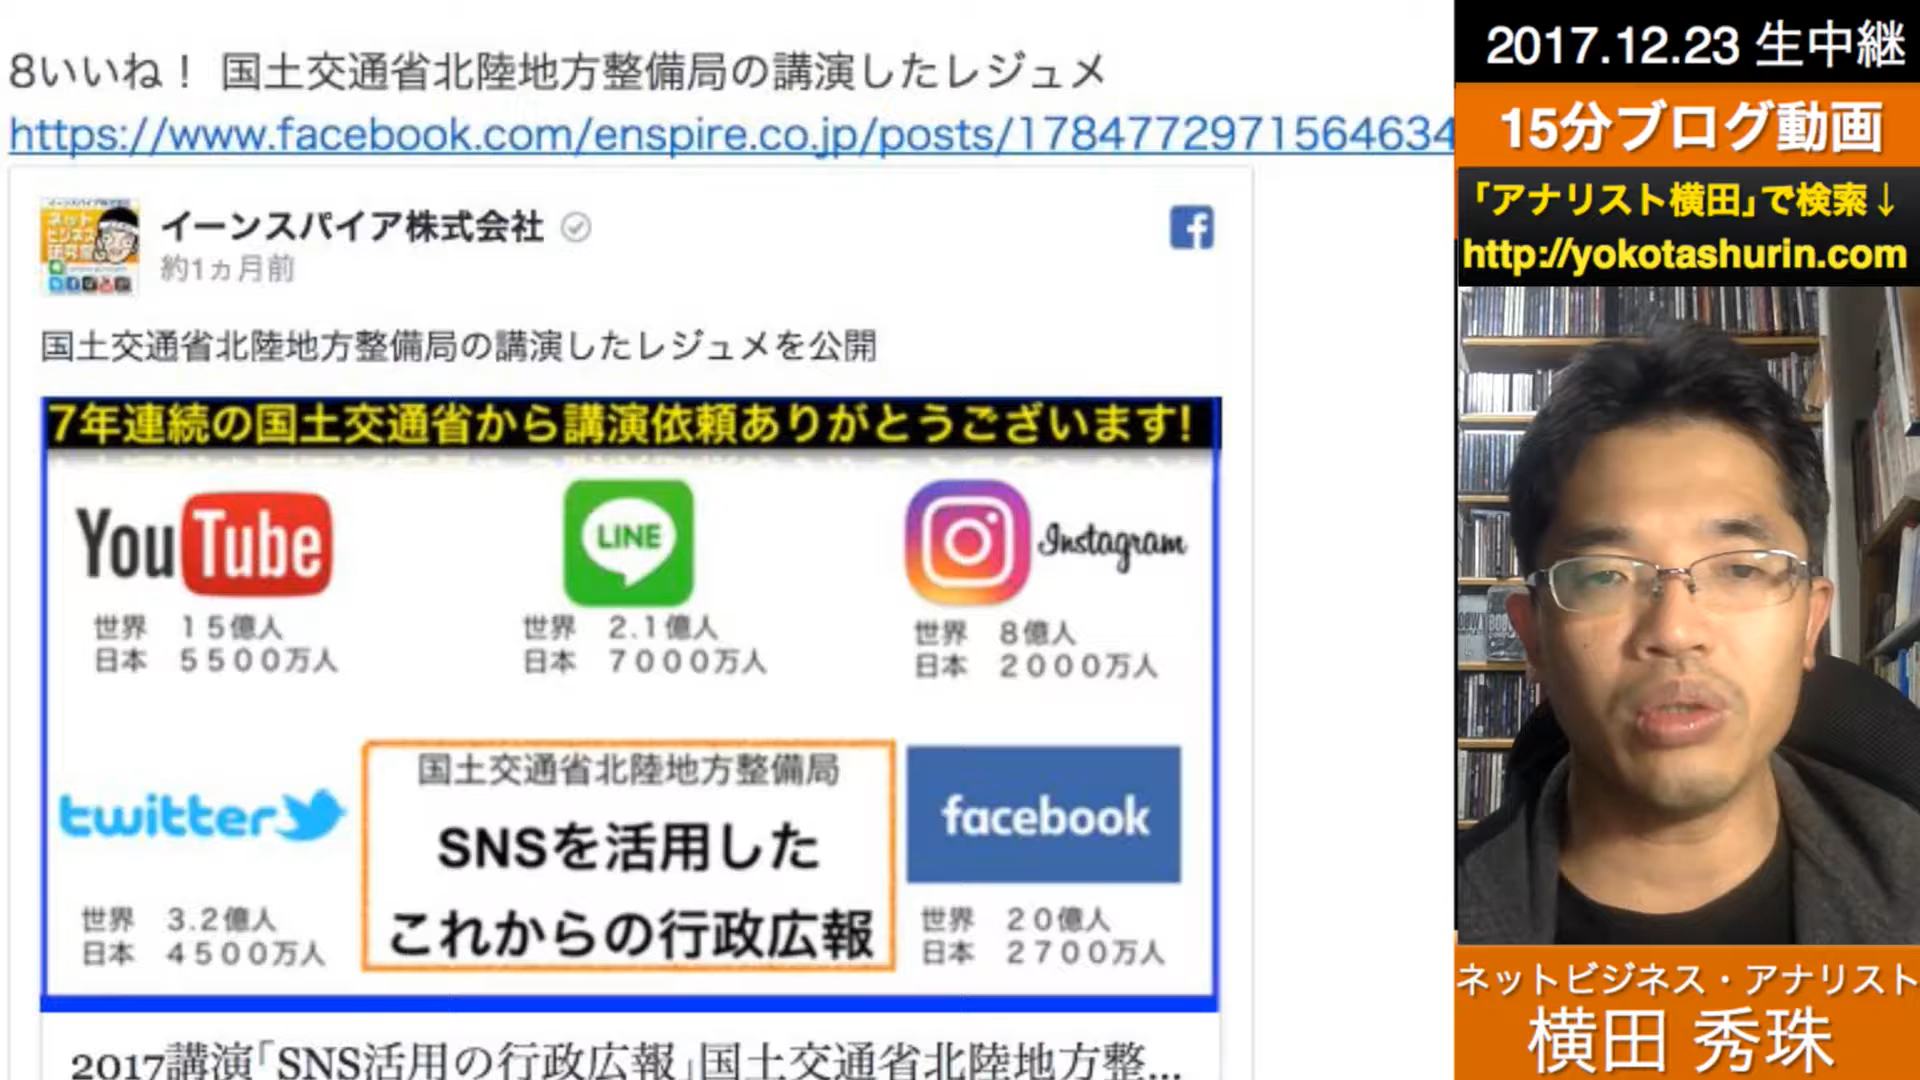 8いいね！ 国土交通省北陸地方整備局の講演したレジュメ
https://www.facebook.com/enspire.co.jp/posts/1784772971564634
イーンスパイア株式会社
約1ヵ月前
国土交通省北陸地方整備局の講演したレジュメを公開
7年連続の国土交通省から講演依頼ありがとうございます!
YouTube
世界 １５億人
日本 ５５００万人
LINE
世界 2.1億人
日本 ７０００万人
Instagram
世界 8億人
日本 ２０００万人
twitter
世界 3.2億人
日本 ４５００万人
国土交通省北陸地方整備局
SNSを活用した
これからの行政広報
facebook
世界 ２０億人
日本 ２７００万人
2017講演「SNS活用の行政広報」国土交通省北陸地方整...
2017.12.23 生中継
15分ブログ動画
「アナリスト横田」で検索↓
http://yokotashurin.com
ネットビジネス・アナリスト
横田 秀珠